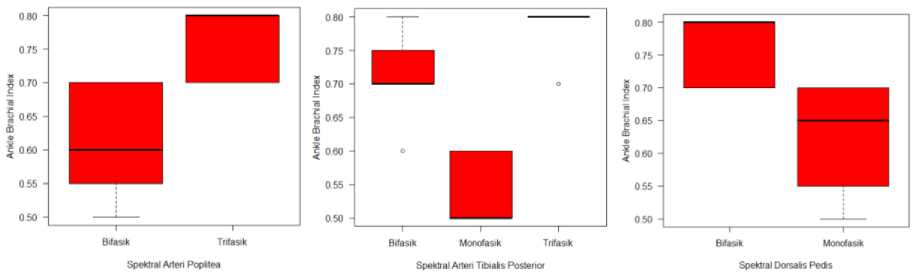 Ankle Brachial Index
0.80
0.75
0.70
0.65
0.60
0.55
0.50
Bifasik Trifasik
Spektral Arteri Poplitea
Ankle Brachial Index
0.80
0.75
0.70
0.65
0.60
0.55
0.50
Bifasik Monofasik Trifasik
Spektral Arteri Tibialis Posterior
Ankle Brachial Index
0.80
0.75
0.70
0.65
0.60
0.55
0.50
Bifasik Monofasik
Spektral Dorsalis Pedis